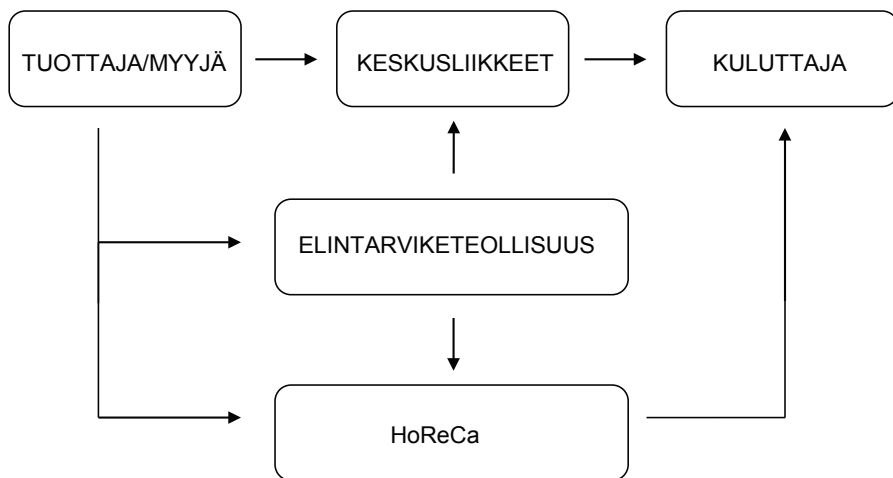 TUOTTAJA/MYYJÄ
KESKUSLIIKKEET
KULUTTAJA
ELINTARVIKETEOLLISUUS
HoReCa